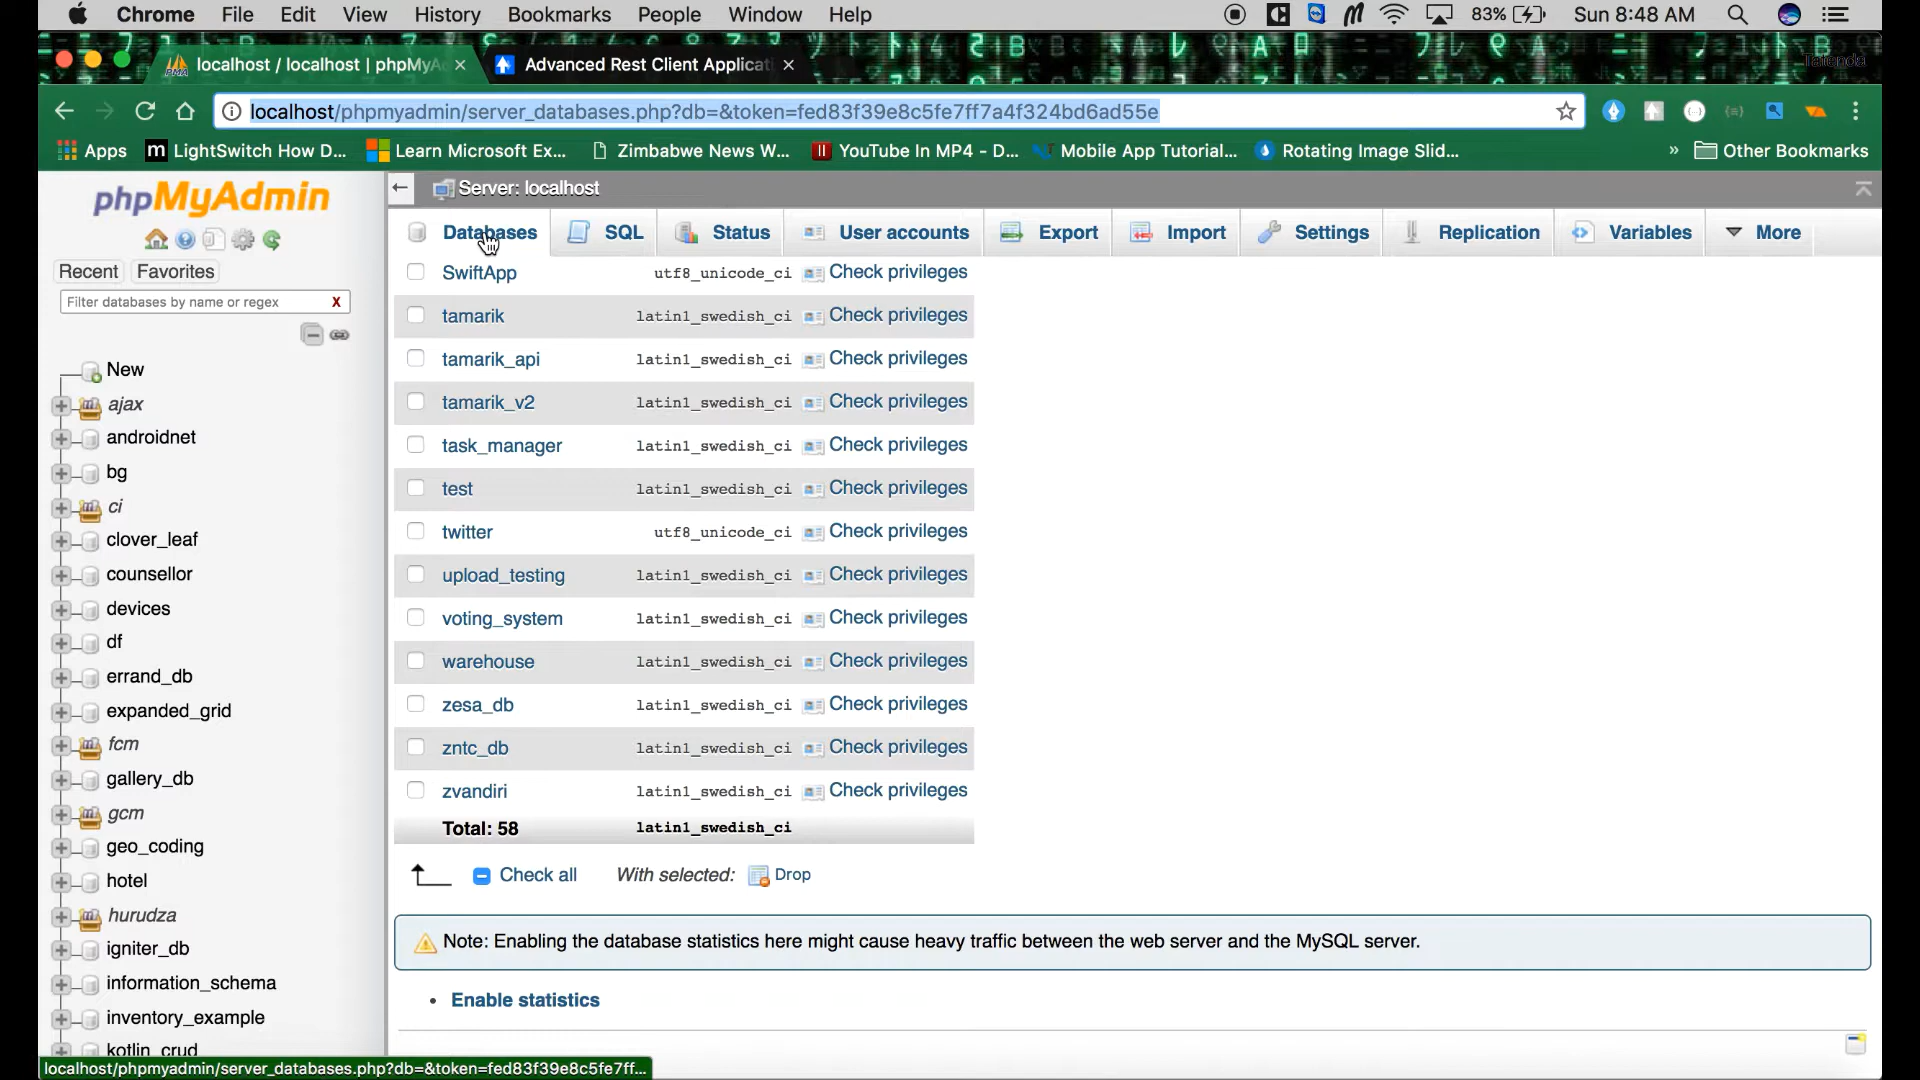 Chrome File Edit View History Bookmarks People Window Help 83% Sun 8:48 AM
localhost / localhost | phpMyA Advanced Rest Client Applicat
localhost/phpmyadmin/server_databases.php?db=&token=fed83f39e8c5fe7ff7a4f324bd6ad55e
Apps LightSwitch How D... Learn Microsoft Ex... Zimbabwe News W... YouTube In MP4 - D... Mobile App Tutorial... Rotating Image Slid... » Other Bookmarks
phpMyAdmin
Recent Favorites
Filter databases by name or regex X
New
ajax
androidnet
bg
ci
clover_leaf
counsellor
devices
df
errand_db
expanded_grid
fcm
gallery_db
gcm
geo_coding
hotel
hurudza
igniter_db
information_schema
inventory_example
kotlin_crud
Server: localhost
Databases SQL Status User accounts Export Import Settings Replication Variables More
SwiftApp utf8_unicode_ci Check privileges
tamarik latin1_swedish_ci Check privileges
tamarik_api latin1_swedish_ci Check privileges
tamarik_v2 latin1_swedish_ci Check privileges
task_manager latin1_swedish_ci Check privileges
test latin1_swedish_ci Check privileges
twitter utf8_unicode_ci Check privileges
upload_testing latin1_swedish_ci Check privileges
voting_system latin1_swedish_ci Check privileges
warehouse latin1_swedish_ci Check privileges
zesa_db latin1_swedish_ci Check privileges
zntc_db latin1_swedish_ci Check privileges
zvandiri latin1_swedish_ci Check privileges
Total: 58 latin1_swedish_ci
Check all With selected: Drop
Note: Enabling the database statistics here might cause heavy traffic between the web server and the MySQL server.
• Enable statistics
localhost/phpmyadmin/server_databases.php?db=&token=fed83f39e8c5fe7ff...